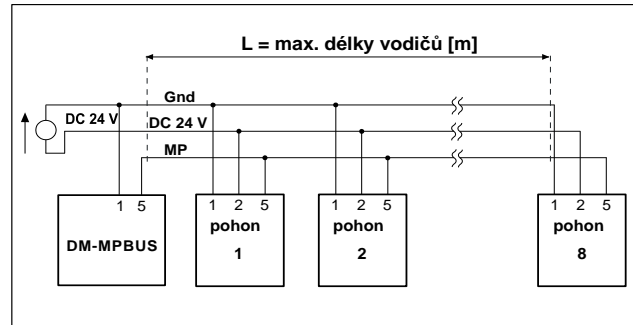 L = max. délky vodičů [m]
Gnd
DC 24 V
DC 24 V
MP
1 5
1 2 5
1 2 5
1 2 5
DM-MPBUS
pohon
1
pohon
2
pohon
8